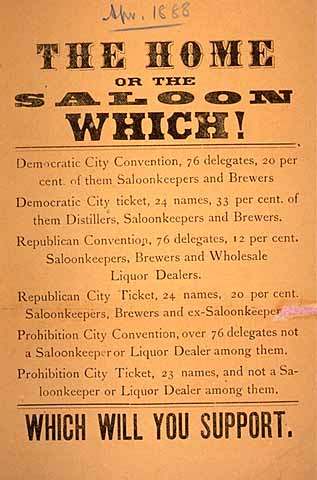 Apr. 1888
THE HOME
OR THE
SALOON
WHICH!
Democratic City Convention, 76 delegates, 20 per
cent. of them Saloonkeepers and Brewers
Democratic City ticket, 24 names, 33 per cent. of
them Distillers, Saloonkeepers and Brewers.
Republican Convention, 76 delegates, 12 per cent.
Saloonkeepers, Brewers and Wholesale
Liquor Dealers.
Republican City Ticket, 24 names, 20 por cent.
Saloonkeepers, Brewers and ex-Saloonkeeper
Prohibition City Convention, over 76 delegates not
a Saloonkeeper or Liquor Dealer among them.
Prohibition City Ticket, 23 names, and not a Sa-
loonkeeper or Liquor Dealer among them.
WHICH WILL YOU SUPPORT.